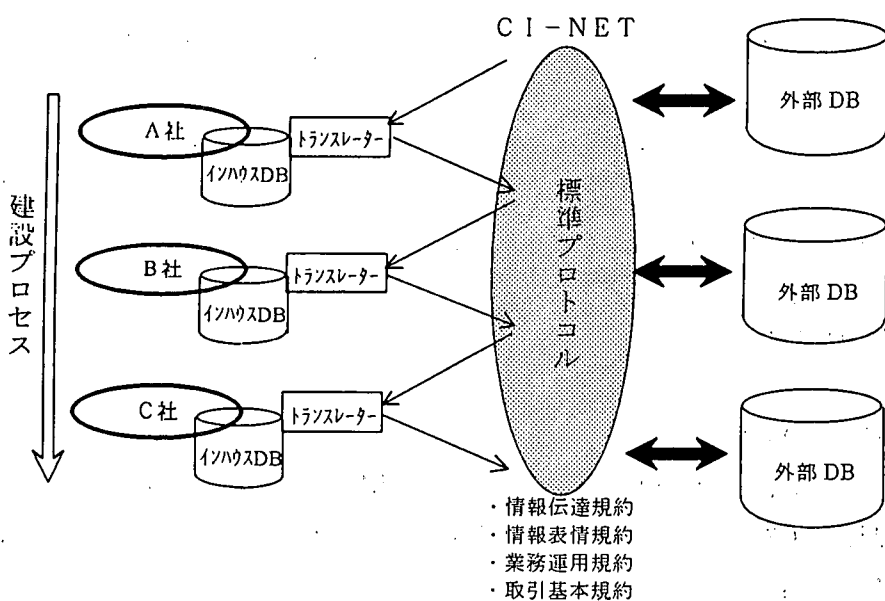 CI-NET
建設プロセス
A社
インハウスDB
トランスレーター
外部DB
B社
インハウスDB
トランスレーター
標準プロトコル
外部DB
C社
インハウスDB
トランスレーター
外部DB
・情報伝達規約
・情報表情規約
・業務運用規約
・取引基本規約